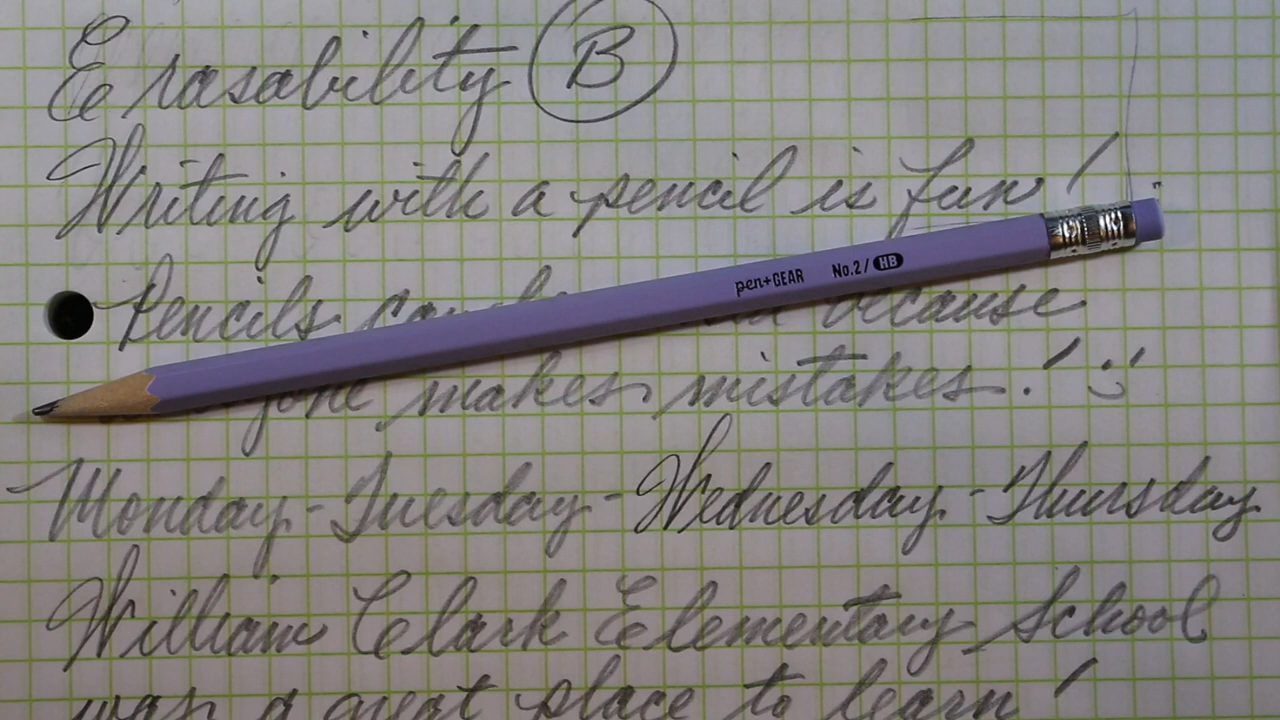 Erasability B
Writing with a pencil is fun!
pen+GEAR No.2/ HB
Pencils because
makes mistakes! :)
Monday-Tuesday-Wednesday-Thursday
William Clark Elementary School
was a great place to learn!